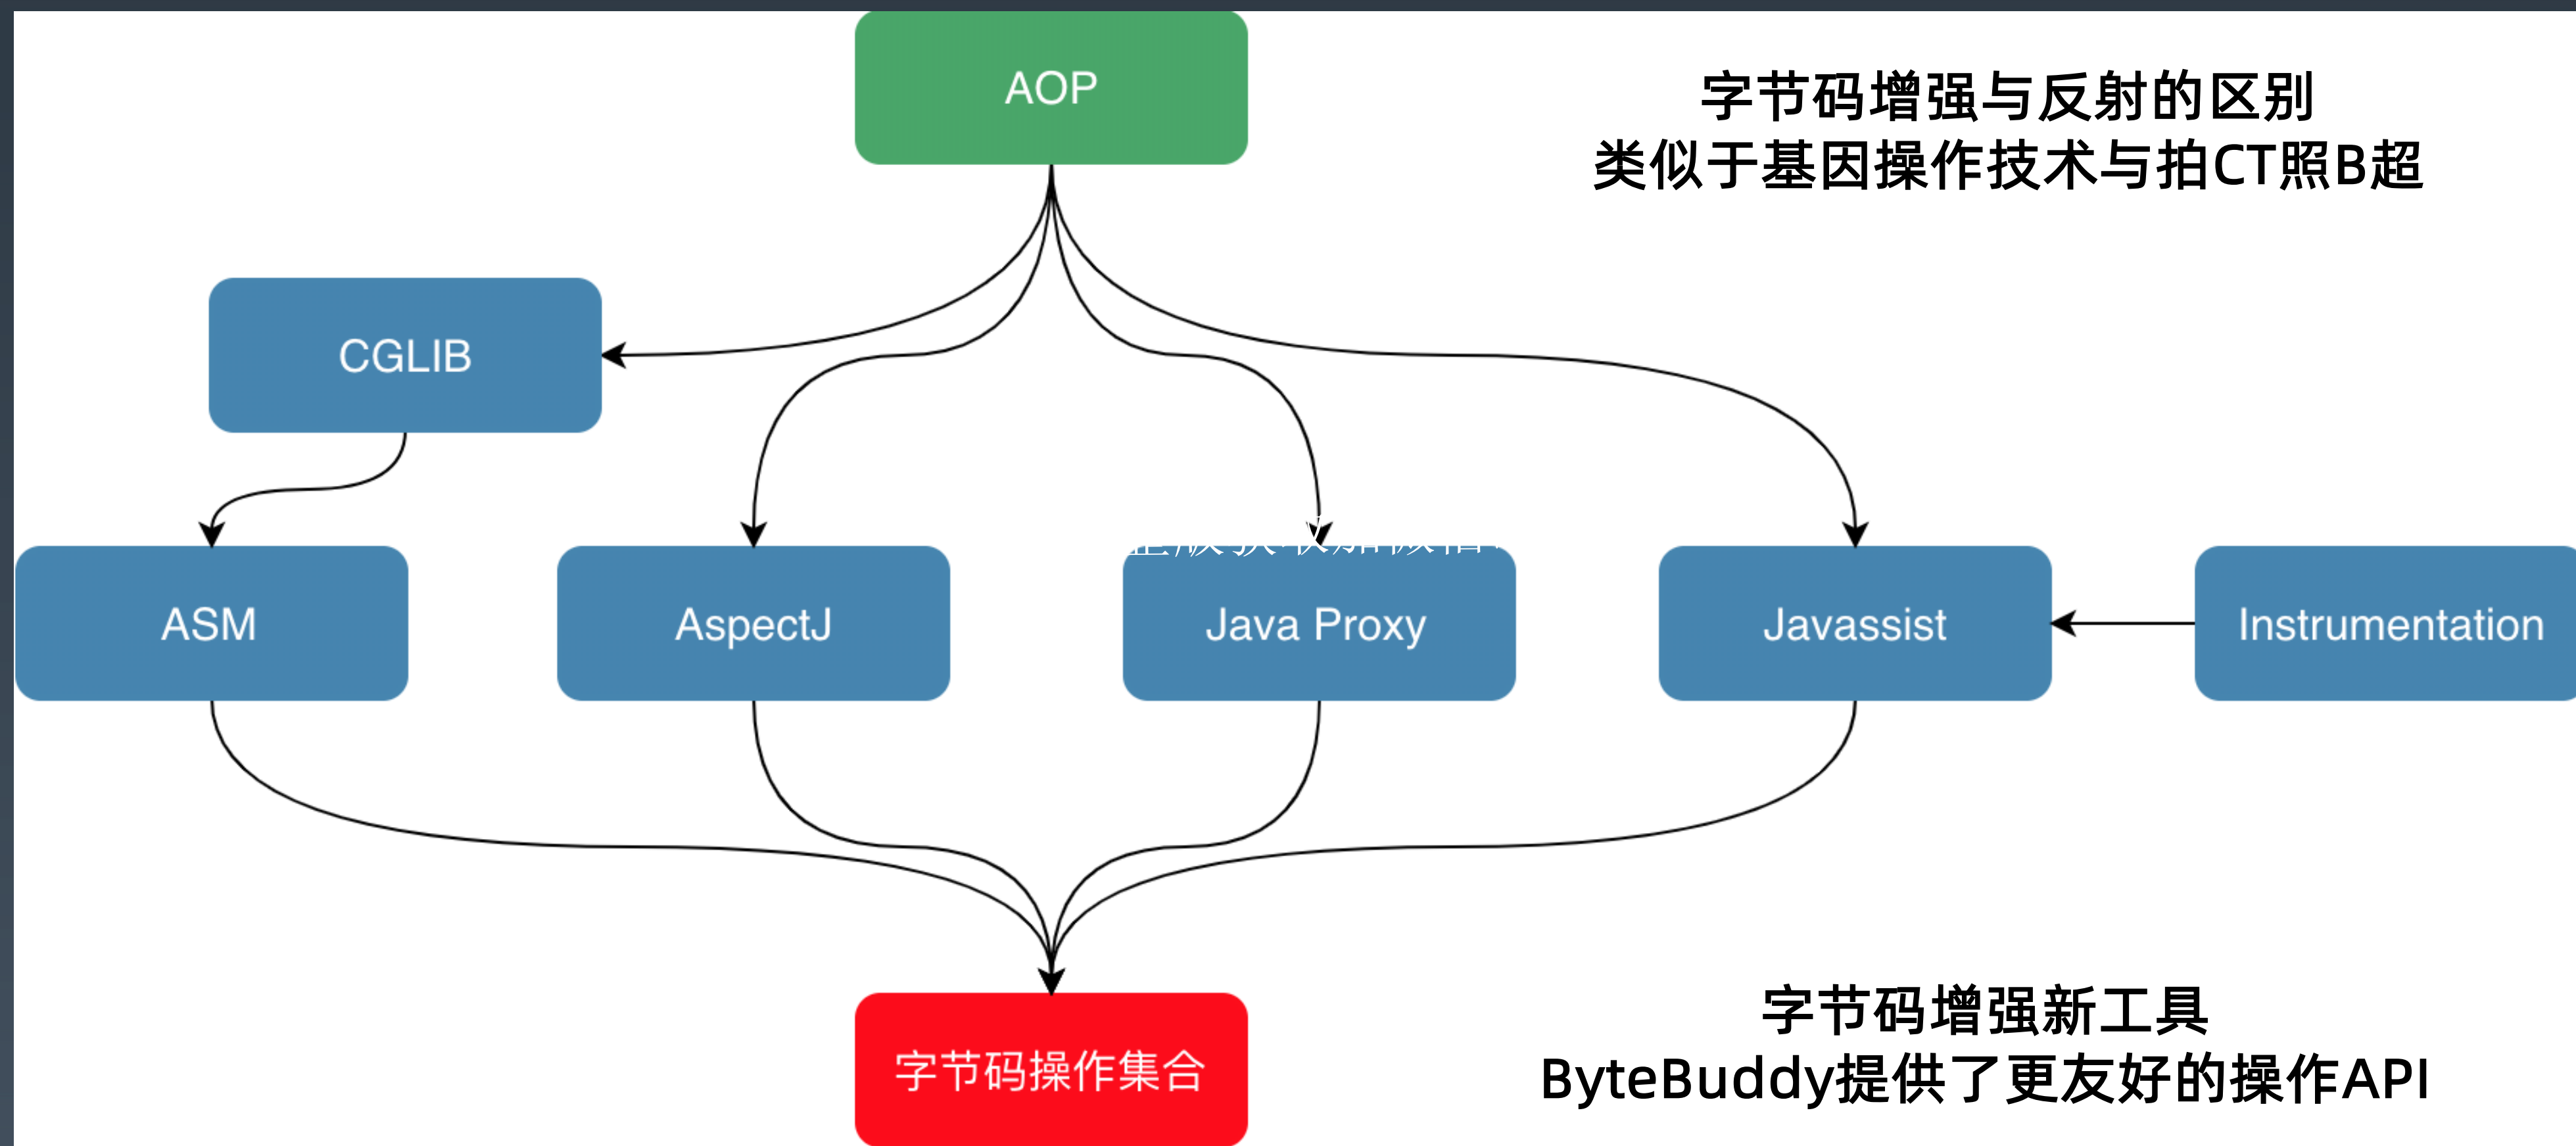 AOP
字节码增强与反射的区别
类似于基因操作技术与拍CT照B超
CGLIB
ASM
AspectJ
Java Proxy
Javassist
Instrumentation
字节码操作集合
字节码增强新工具
ByteBuddy提供了更友好的操作API